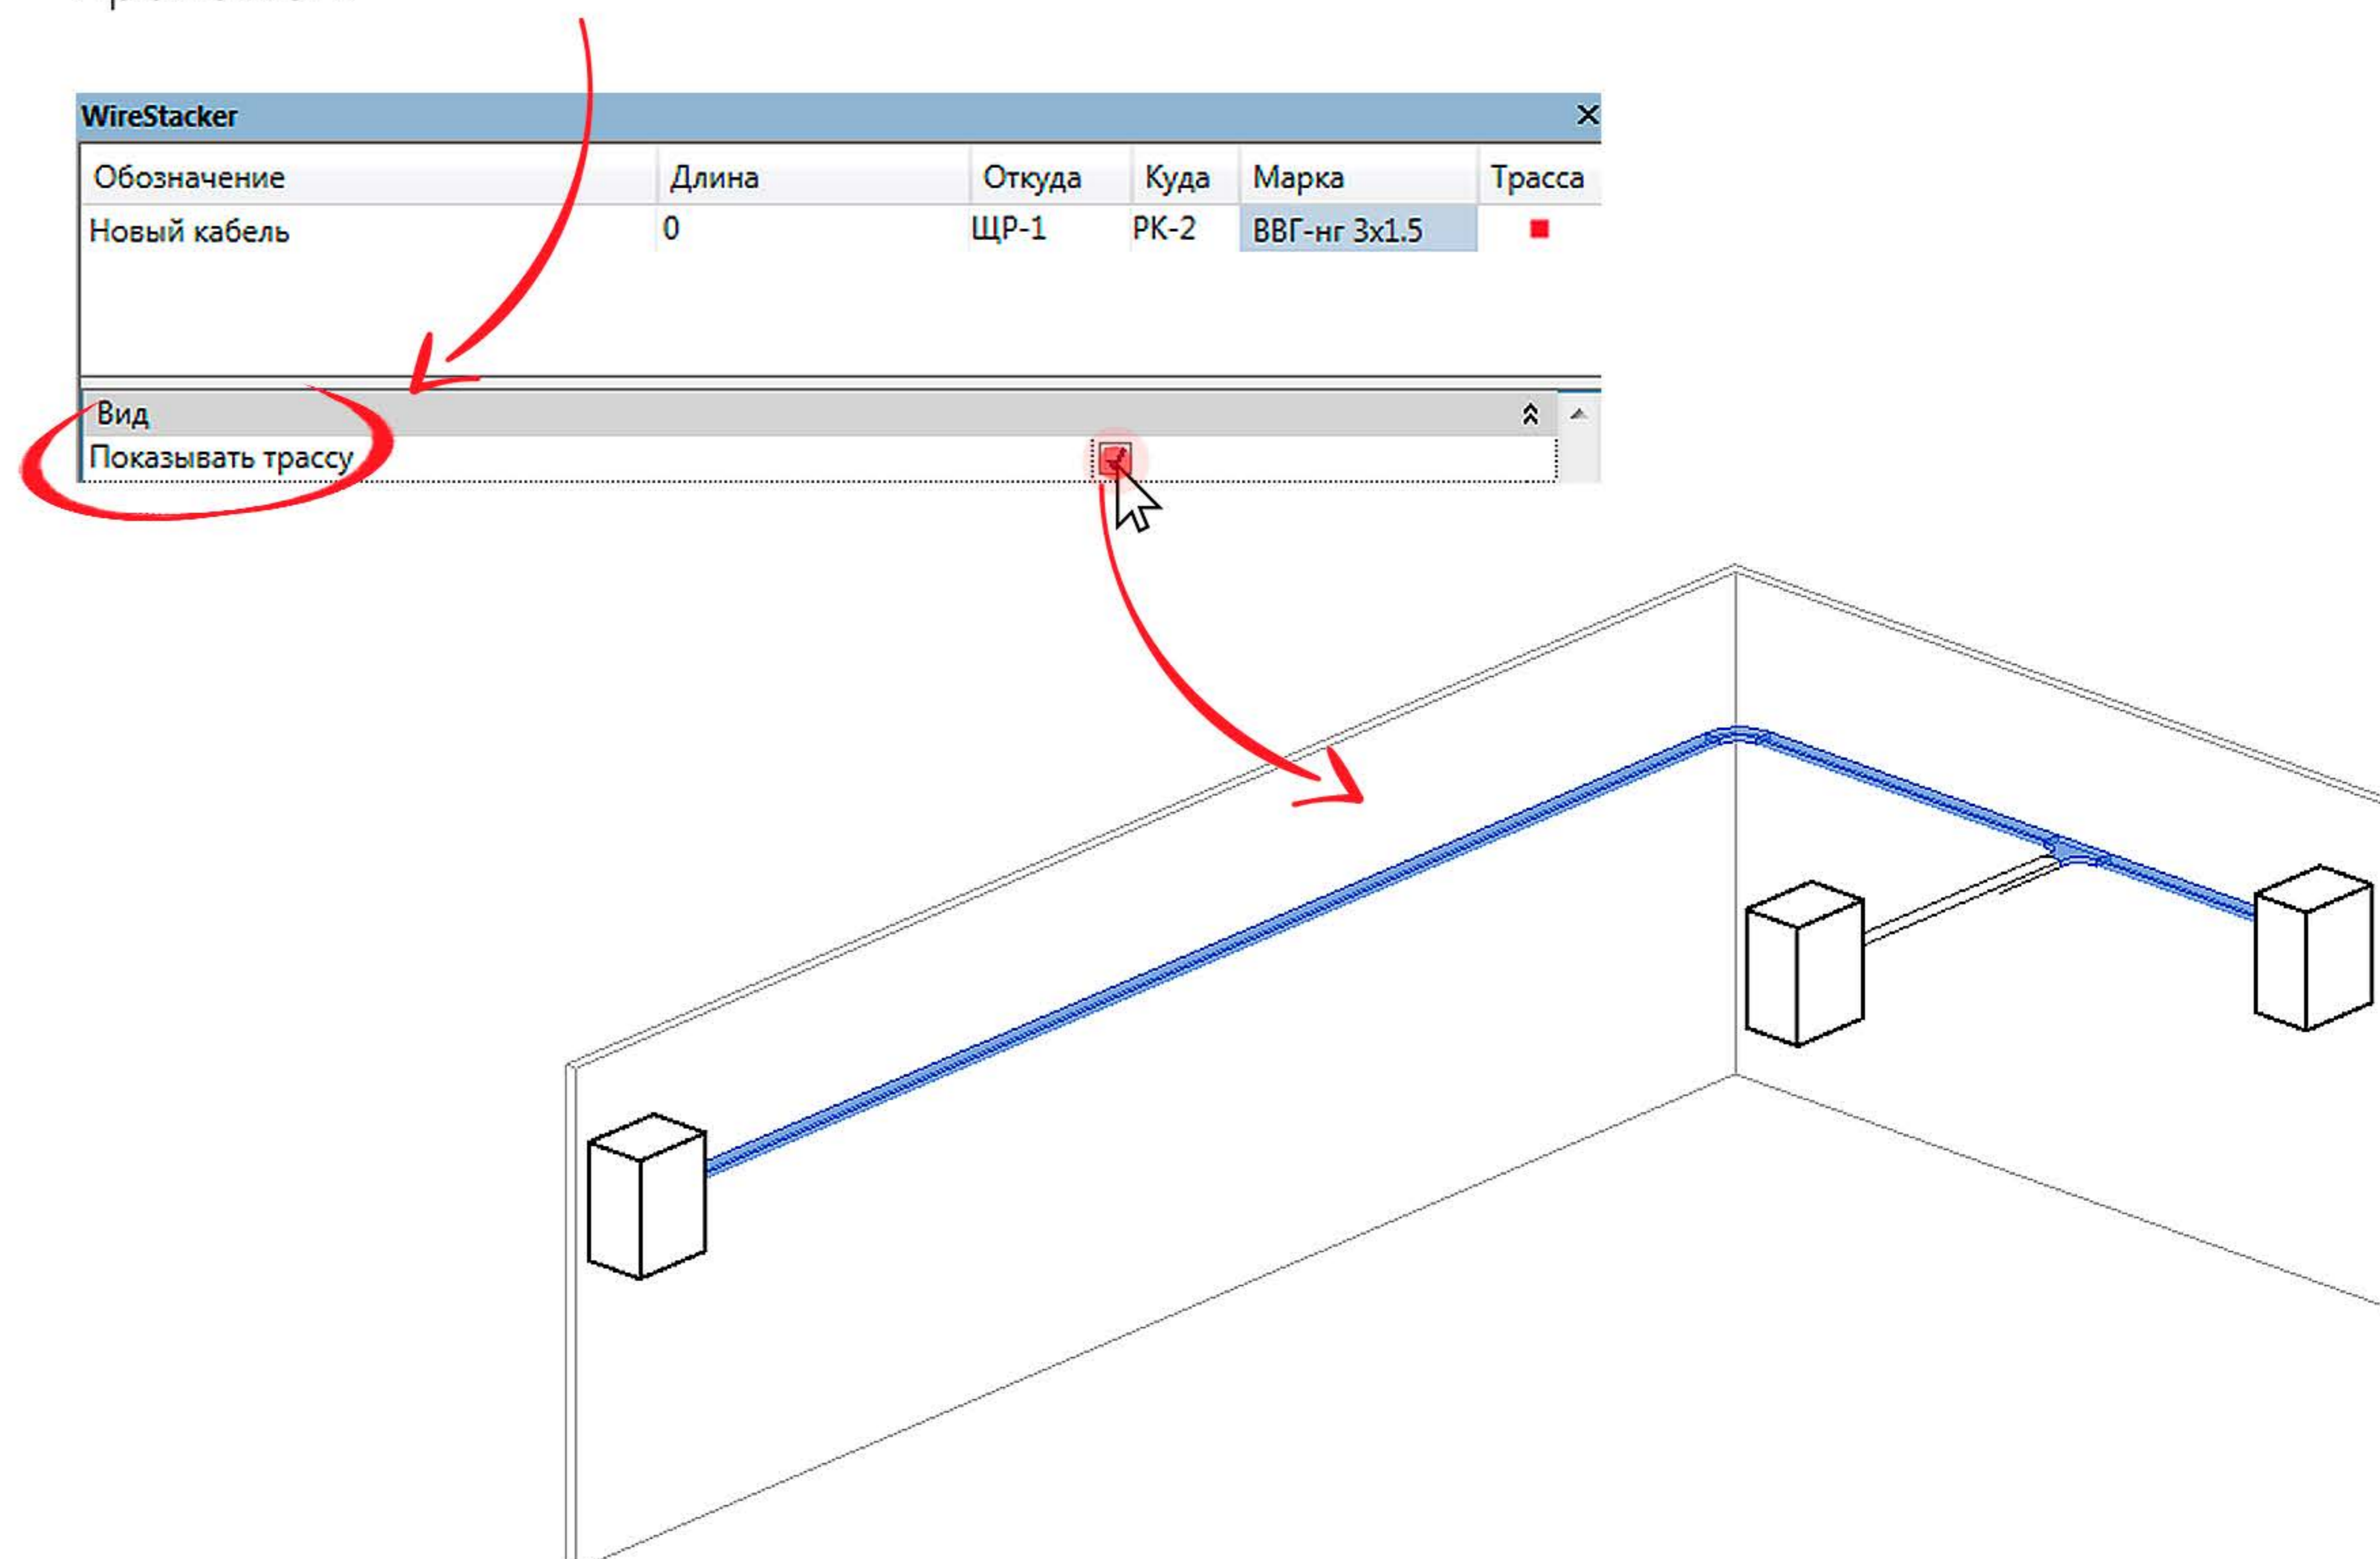 WireStacker
Обозначение Длина Откуда Куда Марка Трасса
Новый кабель 0 ЩР-1 РК-2 ВВГ-нг 3x1.5
Вид
Показывать трассу